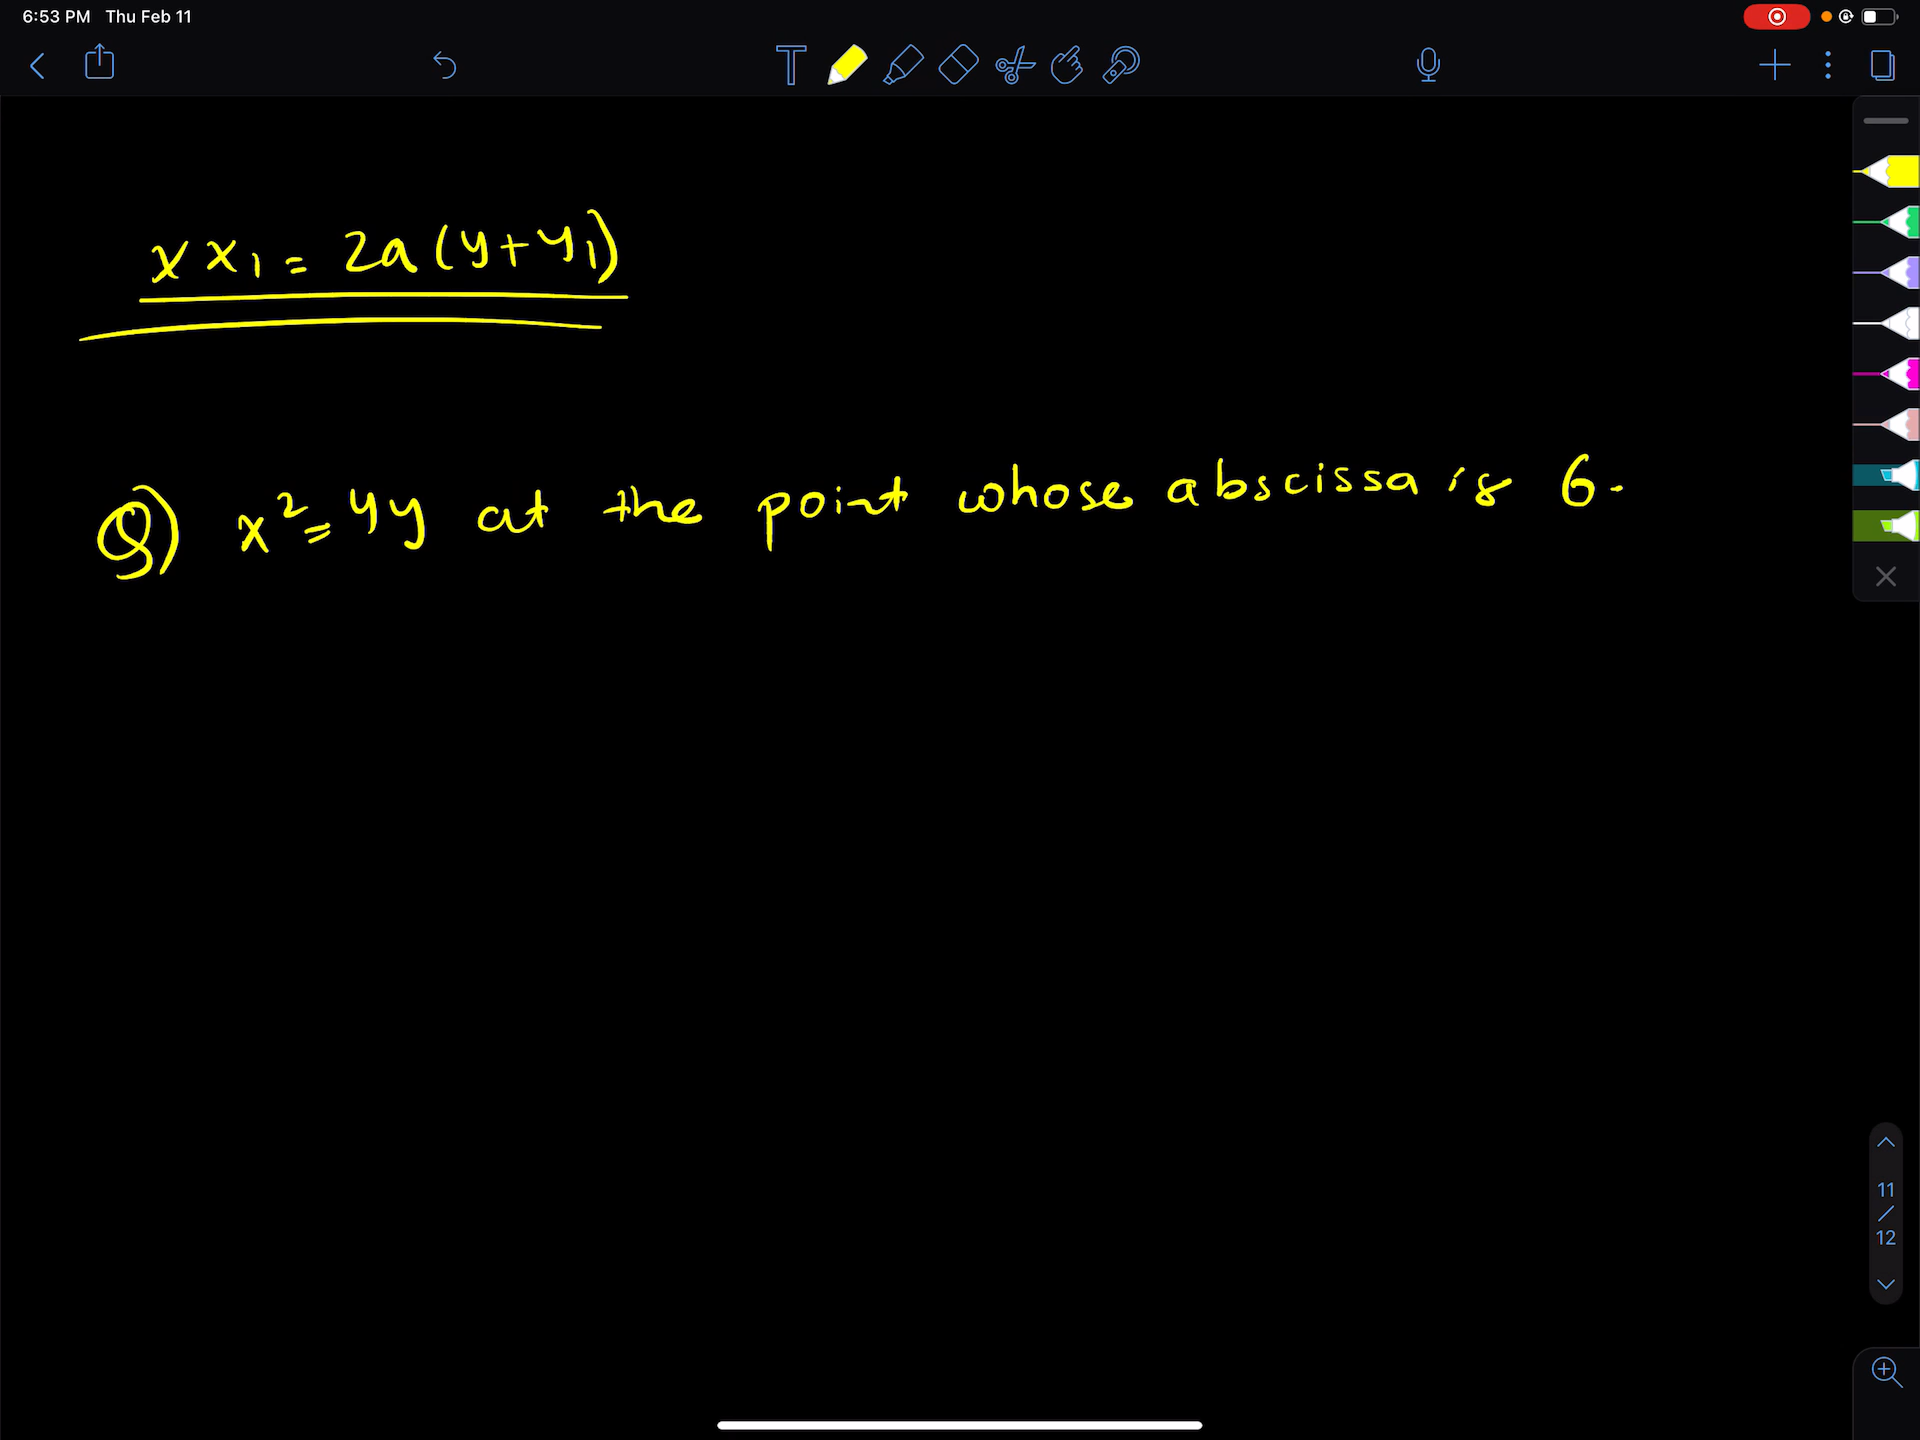 6:53 PM Thu Feb 11
T
x x₁ = 2a (y+y₁)
Q) x² = 4y at the point whose abscissa is 6.
11
/
12